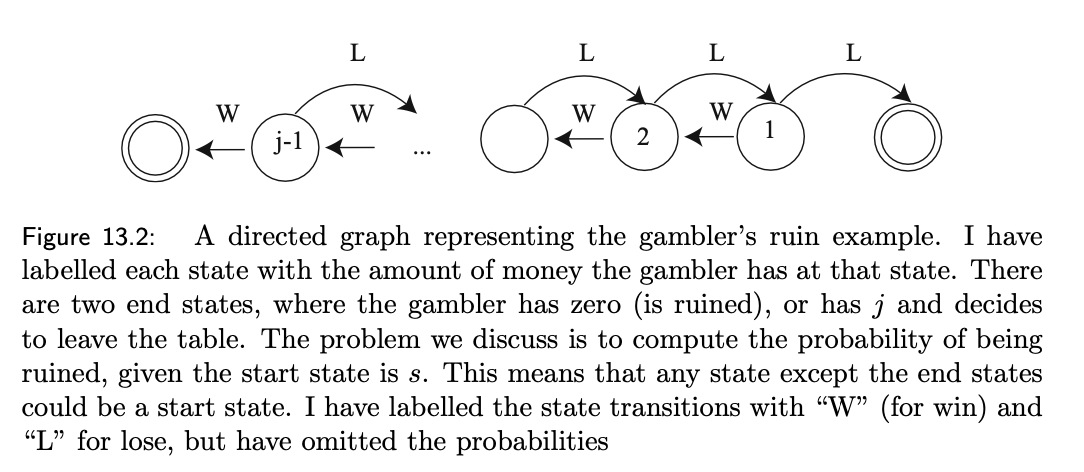 L L L L
W W W W
j-1 ... 2 1
Figure 13.2: A directed graph representing the gambler’s ruin example. I have
labelled each state with the amount of money the gambler has at that state. There
are two end states, where the gambler has zero (is ruined), or has j and decides
to leave the table. The problem we discuss is to compute the probability of being
ruined, given the start state is s. This means that any state except the end states
could be a start state. I have labelled the state transitions with “W” (for win) and
“L” for lose, but have omitted the probabilities